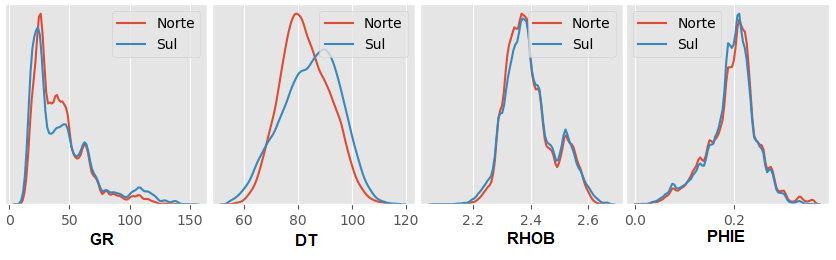 Norte
Sul
Norte
Sul
Norte
Sul
Norte
Sul
0 50 100 150
60 80 100 120
2.2 2.4 2.6
0.0 0.2
GR
DT
RHOB
PHIE